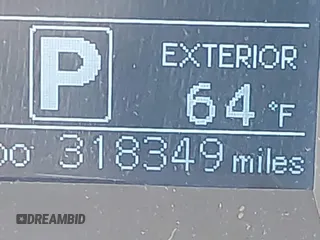 P
EXTERIOR
64 °F
318349 miles
DREAMBID